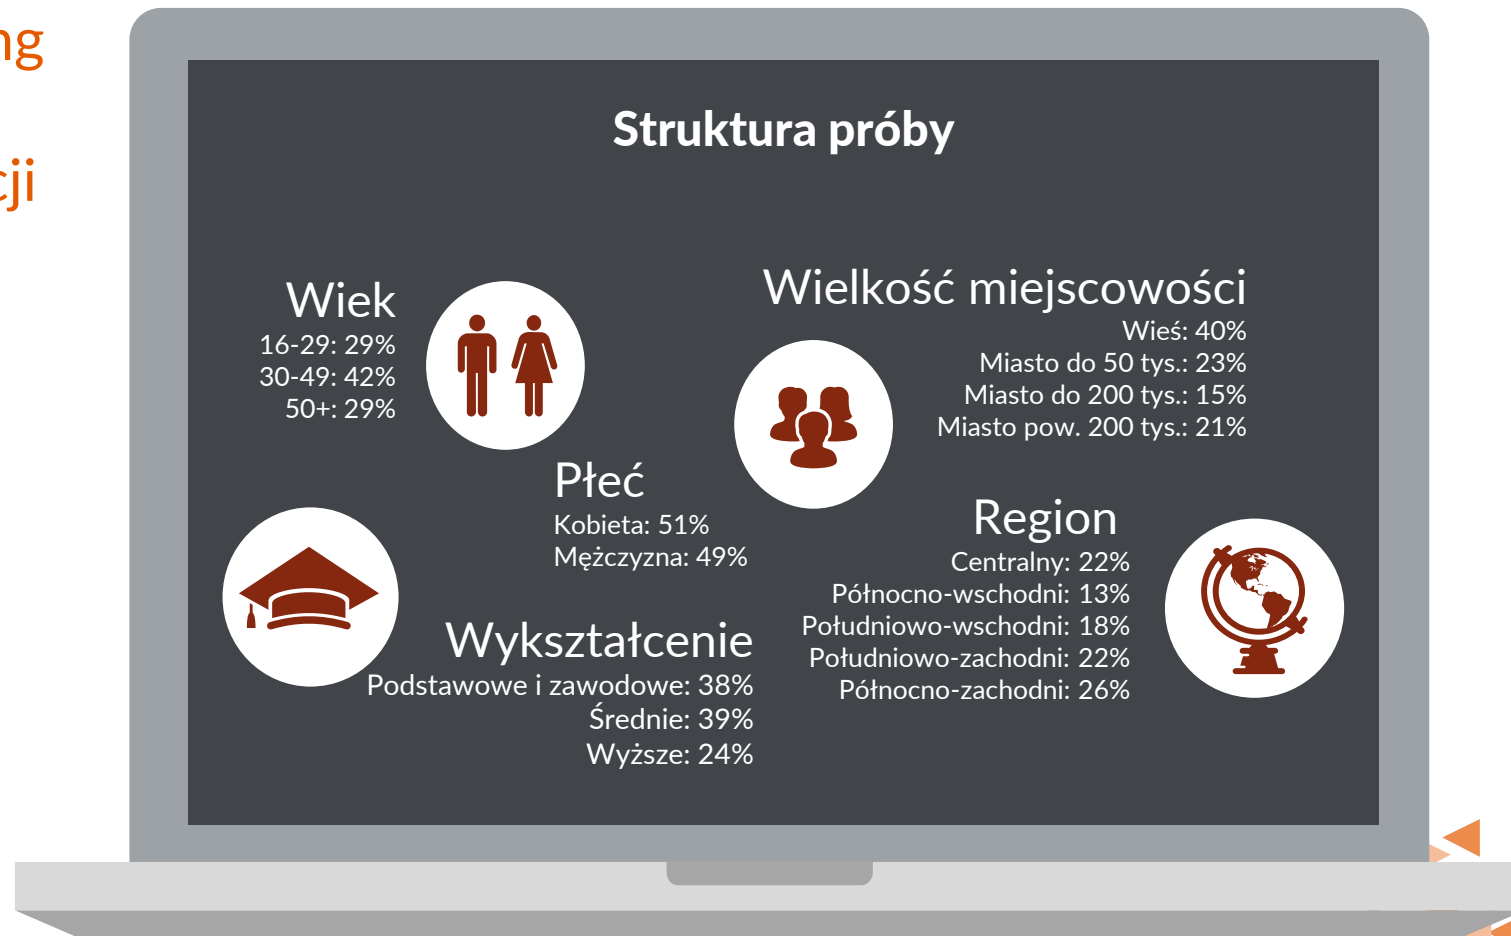 ng
cji
Struktura próby
Wiek
16-29: 29%
30-49: 42%
50+: 29%
Płeć
Kobieta: 51%
Mężczyzna: 49%
Wykształcenie
Podstawowe i zawodowe: 38%
Średnie: 39%
Wyższe: 24%
Wielkość miejscowości
Wieś: 40%
Miasto do 50 tys.: 23%
Miasto do 200 tys.: 15%
Miasto pow. 200 tys.: 21%
Region
Centralny: 22%
Północno-wschodni: 13%
Południowo-wschodni: 18%
Południowo-zachodni: 22%
Północno-zachodni: 26%